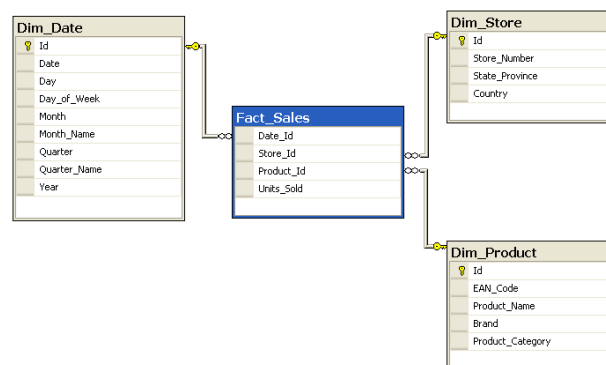 Dim_Date
Id
Date
Day
Day_of_Week
Month
Month_Name
Quarter
Quarter_Name
Year
Fact_Sales
Date_Id
Store_Id
Product_Id
Units_Sold
Dim_Store
Id
Store_Number
State_Province
Country
Dim_Product
Id
EAN_Code
Product_Name
Brand
Product_Category